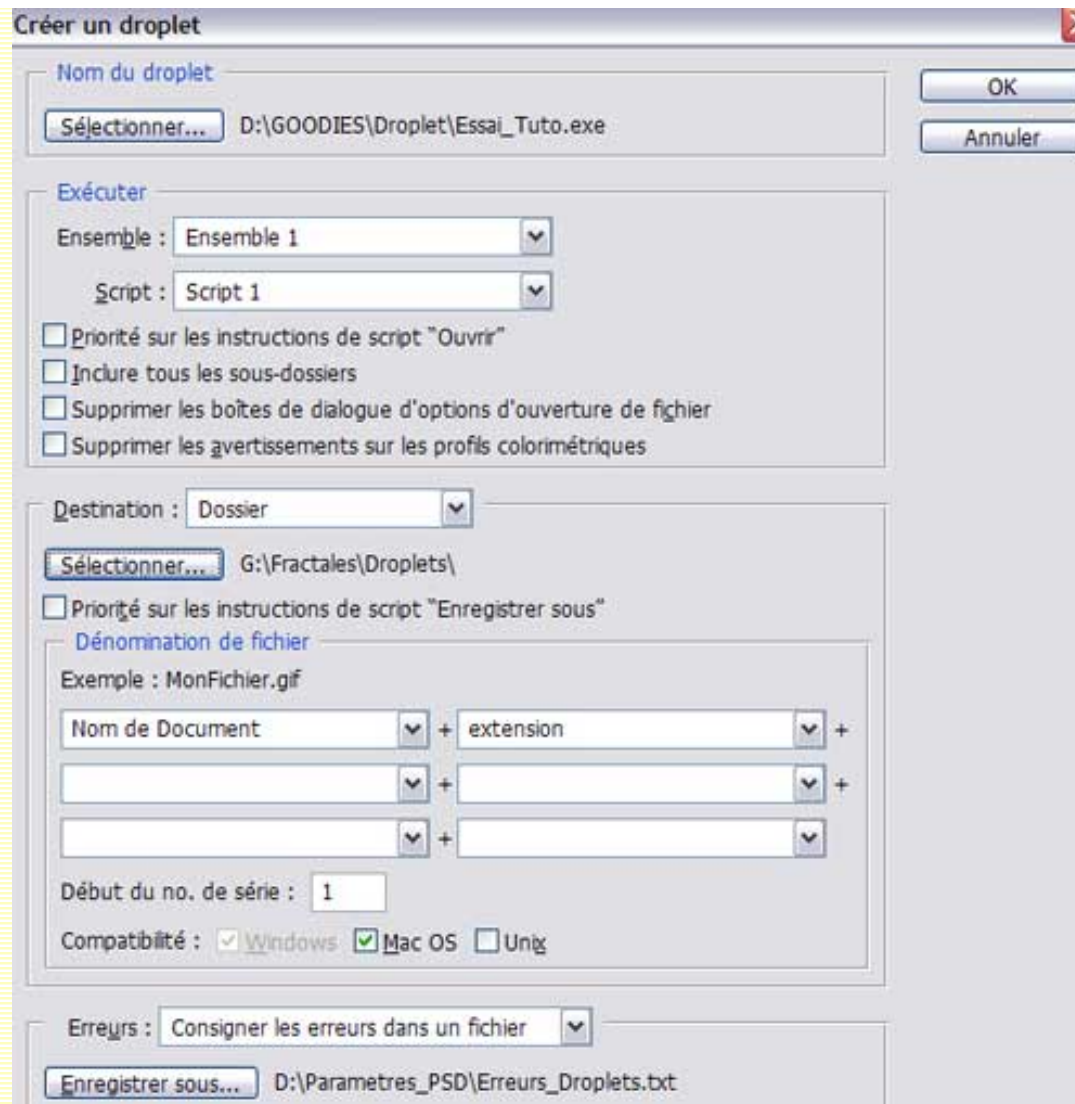 Créer un droplet
Nom du droplet
Sélectionner... D:\GOODIES\Droplet\Essai_Tuto.exe
OK
Annuler
Exécuter
Ensemble : Ensemble 1
Script : Script 1
Priorité sur les instructions de script "Ouvrir"
Inclure tous les sous-dossiers
Supprimer les boîtes de dialogue d'options d'ouverture de fichier
Supprimer les avertissements sur les profils colorimétriques
Destination : Dossier
Sélectionner... G:\Fractales\Droplets\
Priorité sur les instructions de script "Enregistrer sous"
Dénomination de fichier
Exemple : MonFichier.gif
Nom de Document + extension +
+ +
+
Début du no. de série : 1
Compatibilité : Windows Mac OS Unix
Erreurs : Consigner les erreurs dans un fichier
Enregistrer sous... D:\Parametres_PSD\Erreurs_Droplets.txt